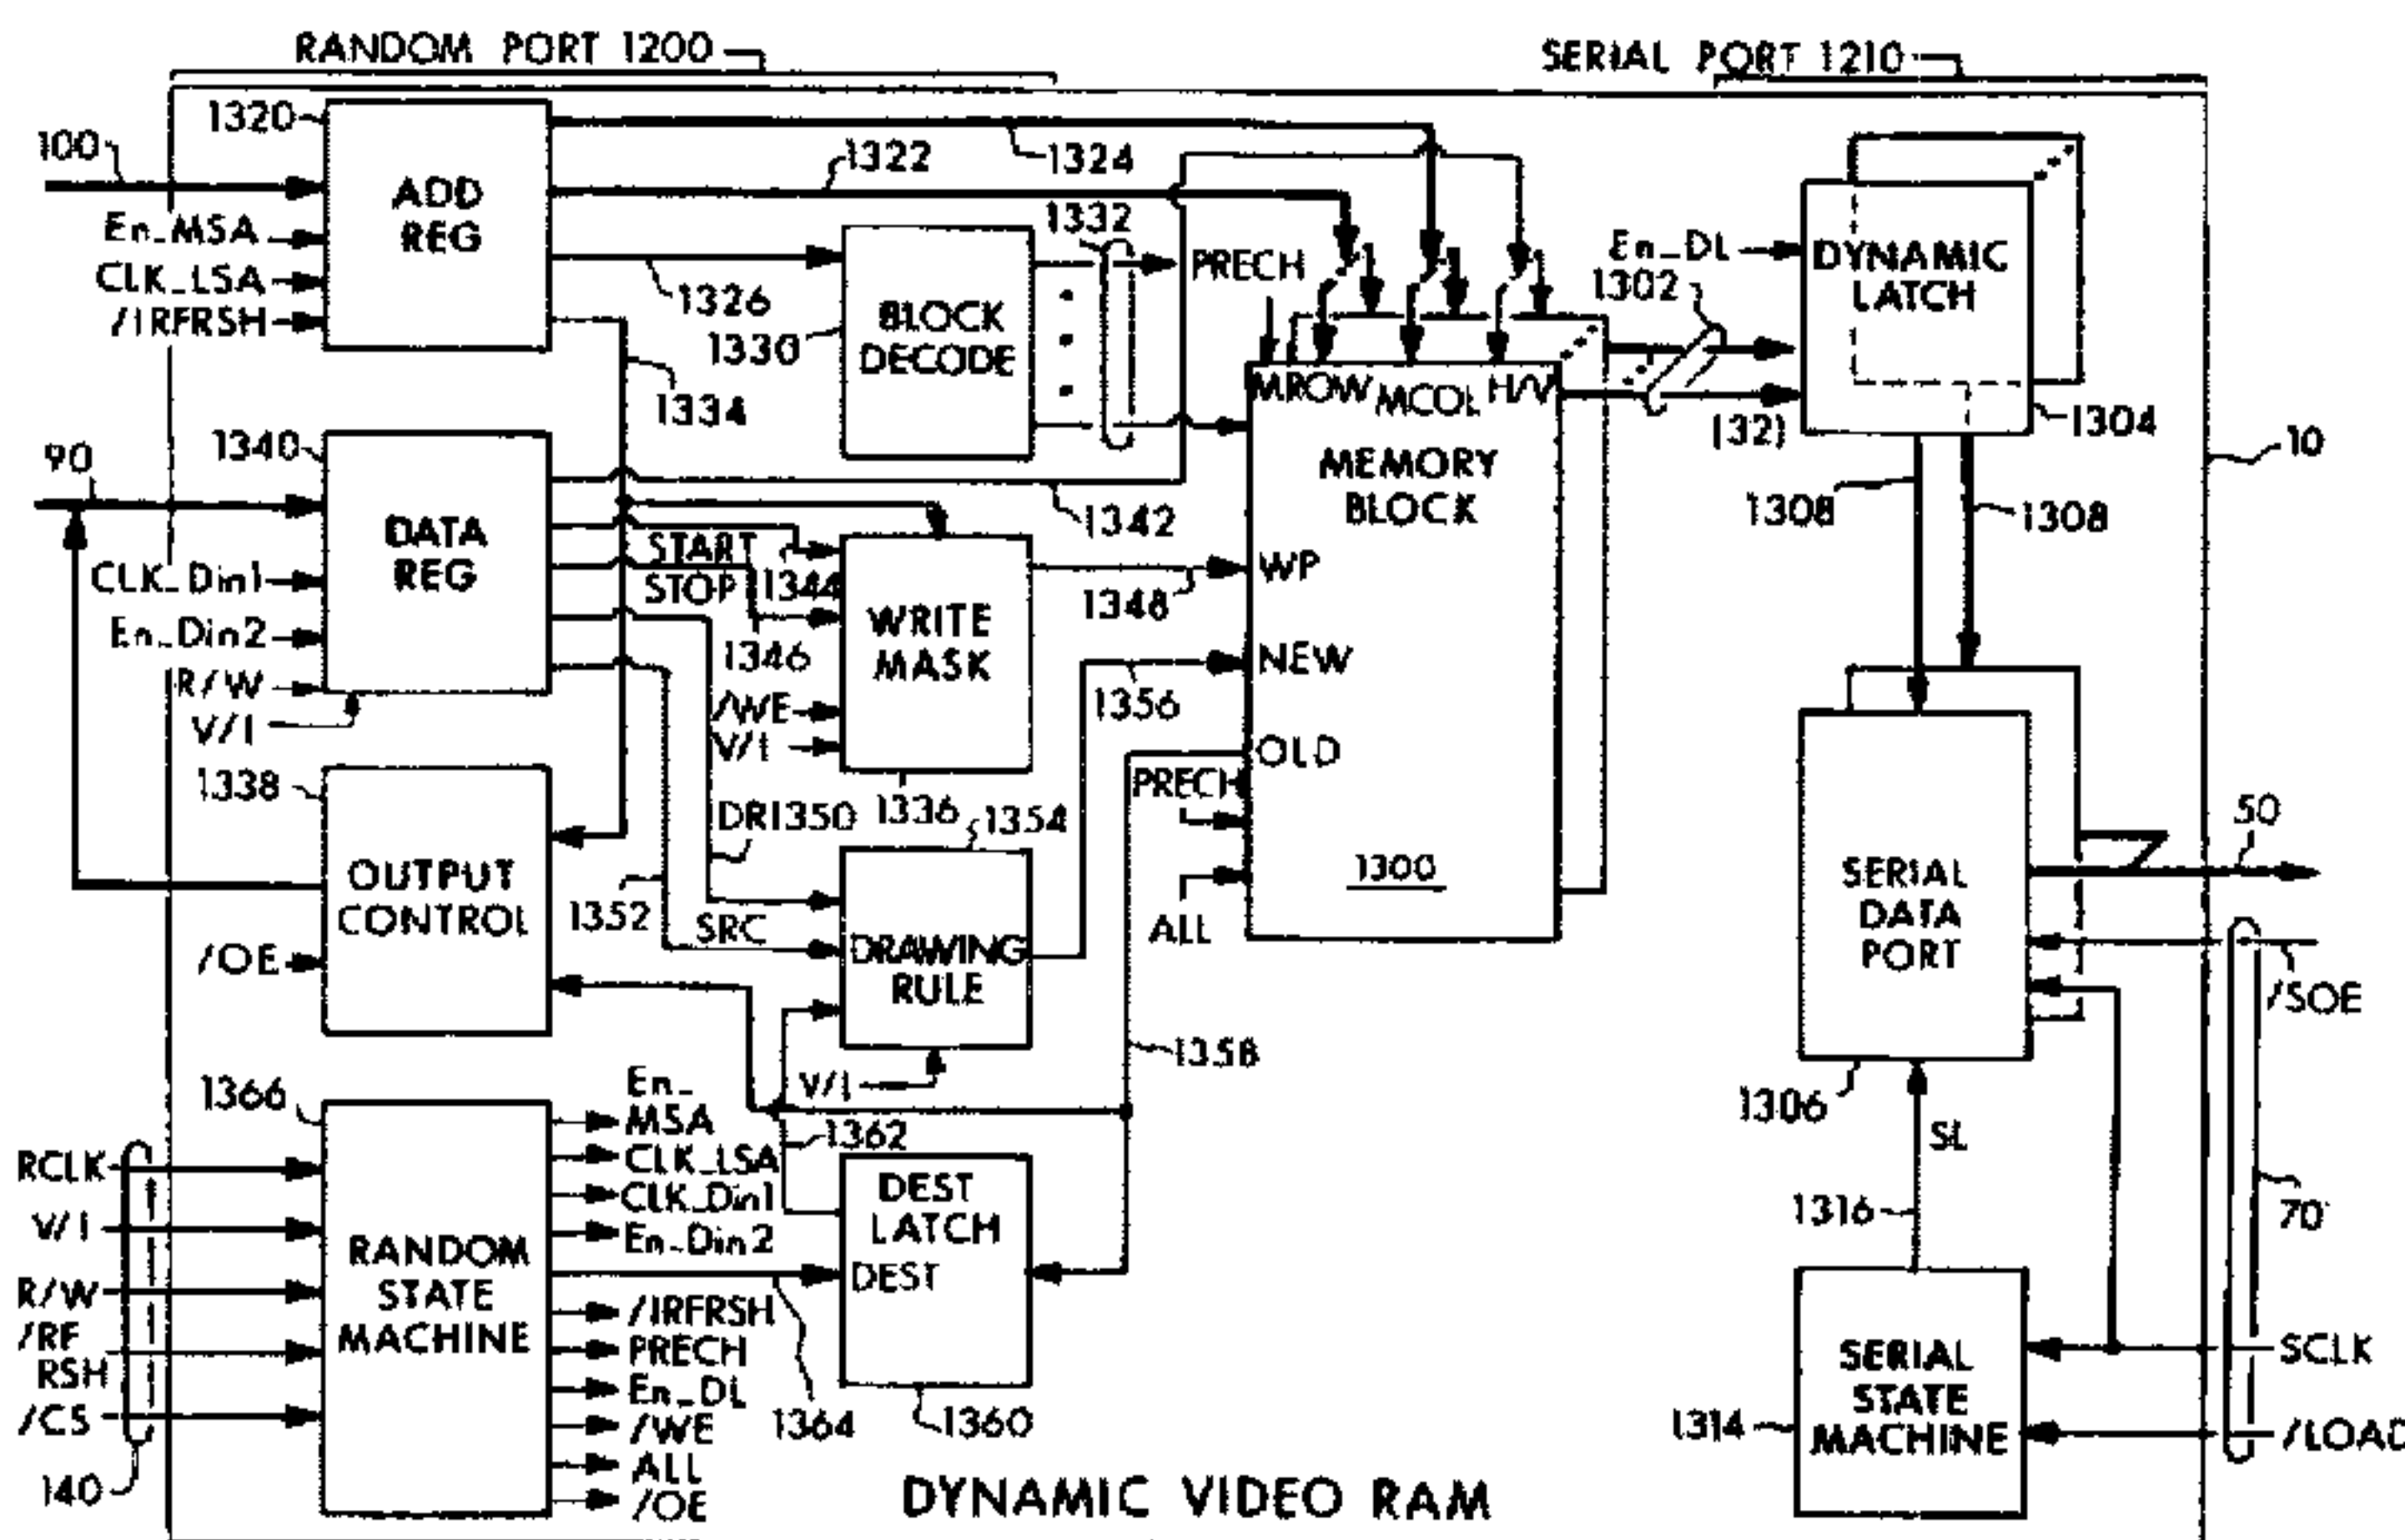 RANDOM PORT 1200
SERIAL PORT 1210
1320
100
ADD
REG
En_MSA
CLK_LSA
/IRFRSH
1324
1322
1326
1334
1332
1330
BLOCK
DECODE
PRECH
MROW MCOL H/V
MEMORY
BLOCK
1300
En_DL
1302
DYNAMIC
LATCH
1304
(32)
10
1308
1308
1340
90
DATA
REG
CLK_Din1
En_Din2
R/W
V/I
1342
START
1344
STOP
1346
WRITE
MASK
/WE
V/I
1336
WP
1348
NEW
1356
OLD
PRECH
ALL
1338
OUTPUT
CONTROL
/OE
DR1350
1354
1352
SRC
DRAWING
RULE
V/I
1358
SERIAL
DATA
PORT
50
/SOE
1306
SL
1316
70
1366
RCLK
V/I
R/W
/RF
RSH
/CS
140
RANDOM
STATE
MACHINE
En_
MSA
CLK_LSA
CLK_Din1
En_Din2
/IRFRSH
PRECH
En_DL
/WE
ALL
/OE
1362
DEST
LATCH
DEST
1364
1360
SERIAL
STATE
MACHINE
1314
SCLK
/LOAD
DYNAMIC VIDEO RAM